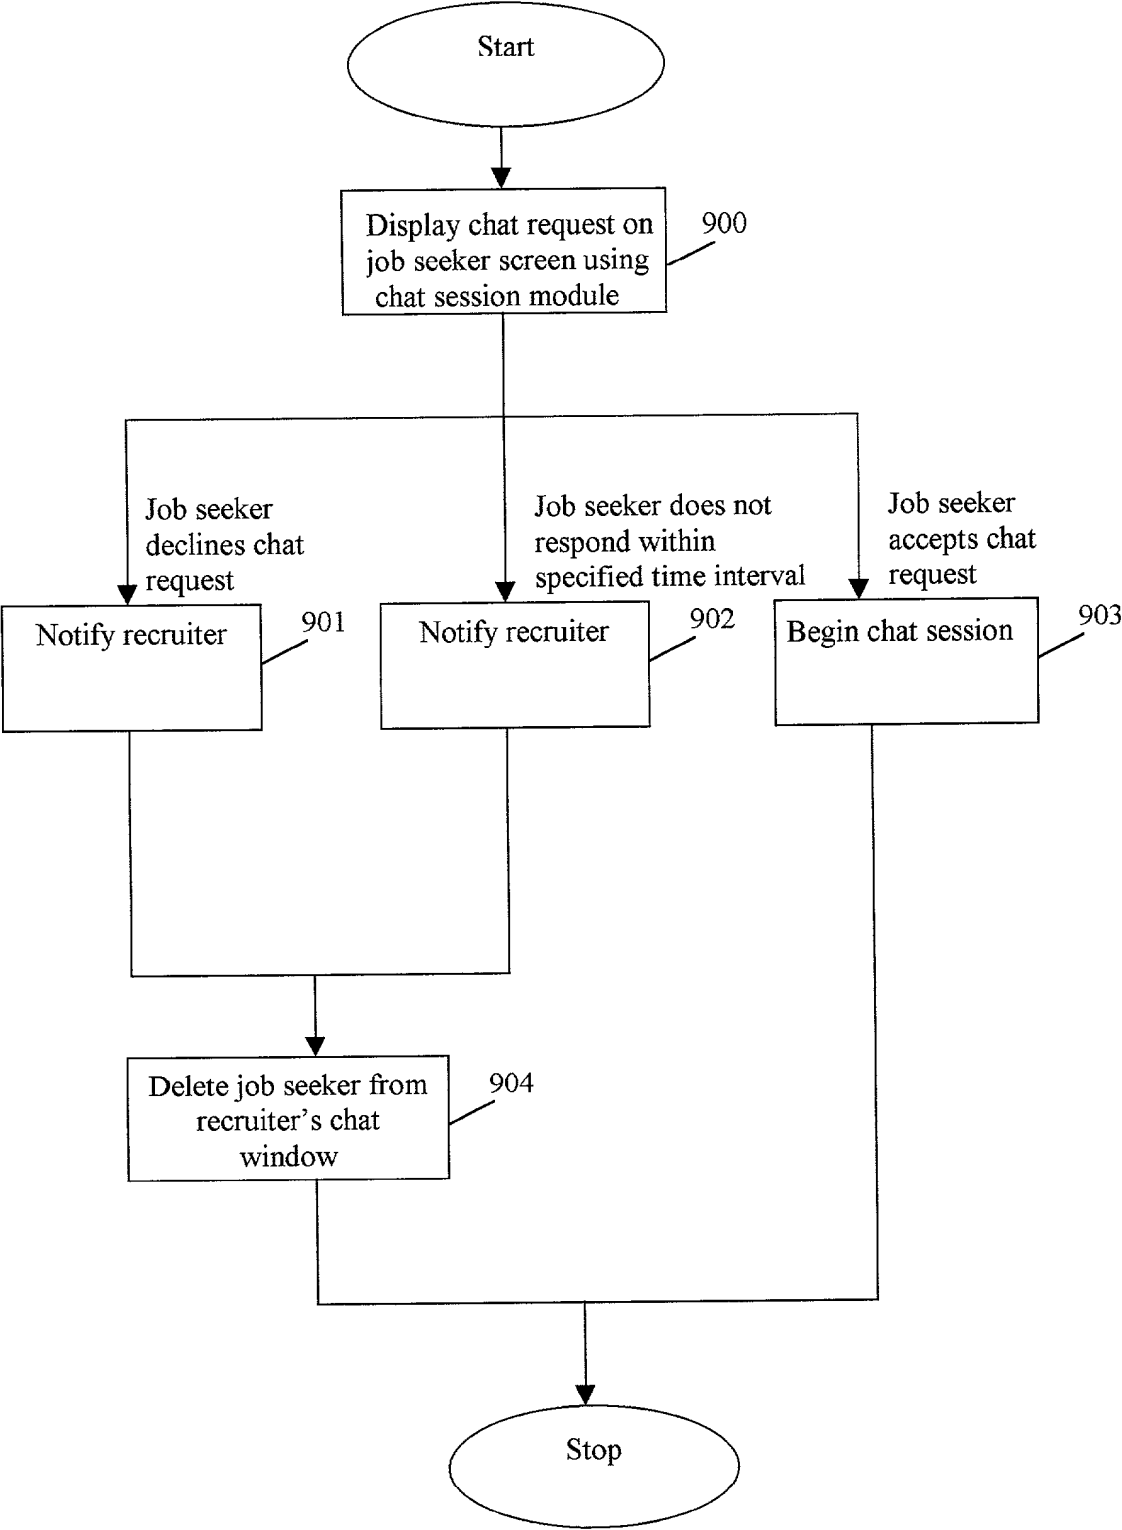 Start
Display chat request on
job seeker screen using
chat session module
900
Job seeker
declines chat
request
Job seeker does not
respond within
specified time interval
Job seeker
accepts chat
request
Notify recruiter
901
Notify recruiter
902
Begin chat session
903
Delete job seeker from
recruiter's chat
window
904
Stop